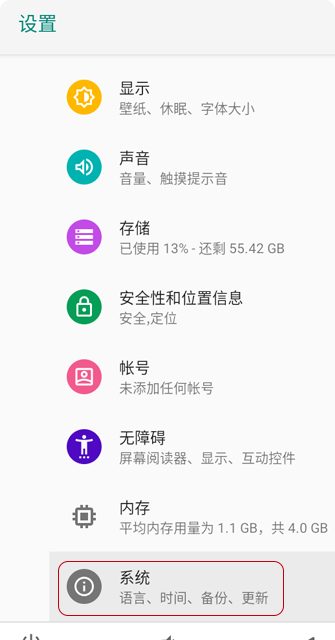 设置
显示
壁纸、休眠、字体大小
声音
音量、触摸提示音
存储
已使用 13% - 还剩 55.42 GB
安全性和位置信息
安全,定位
帐号
未添加任何帐号
无障碍
屏幕阅读器、显示、互动控件
内存
平均内存用量为 1.1 GB，共 4.0 GB
系统
语言、时间、备份、更新